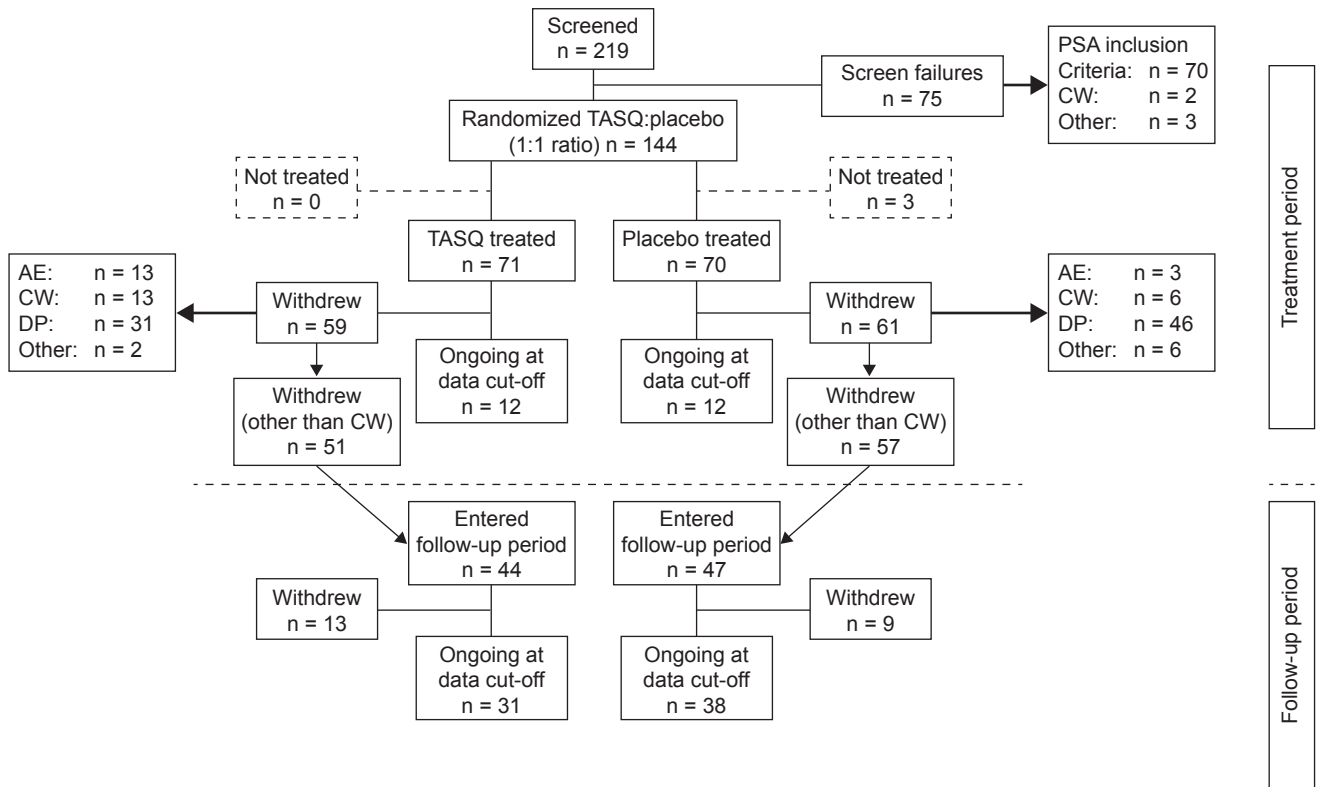 Screened
n = 219
Screen failures
n = 75
PSA inclusion
Criteria: n = 70
CW: n = 2
Other: n = 3
Randomized TASQ:placebo
(1:1 ratio) n = 144
Not treated
n = 0
Not treated
n = 3
TASQ treated
n = 71
Placebo treated
n = 70
AE: n = 13
CW: n = 13
DP: n = 31
Other: n = 2
Withdrew
n = 59
Withdrew
n = 61
AE: n = 3
CW: n = 6
DP: n = 46
Other: n = 6
Ongoing at
data cut-off
n = 12
Ongoing at
data cut-off
n = 12
Withdrew
(other than CW)
n = 51
Withdrew
(other than CW)
n = 57
Treatment period
Entered
follow-up period
n = 44
Entered
follow-up period
n = 47
Withdrew
n = 13
Withdrew
n = 9
Ongoing at
data cut-off
n = 31
Ongoing at
data cut-off
n = 38
Follow-up period